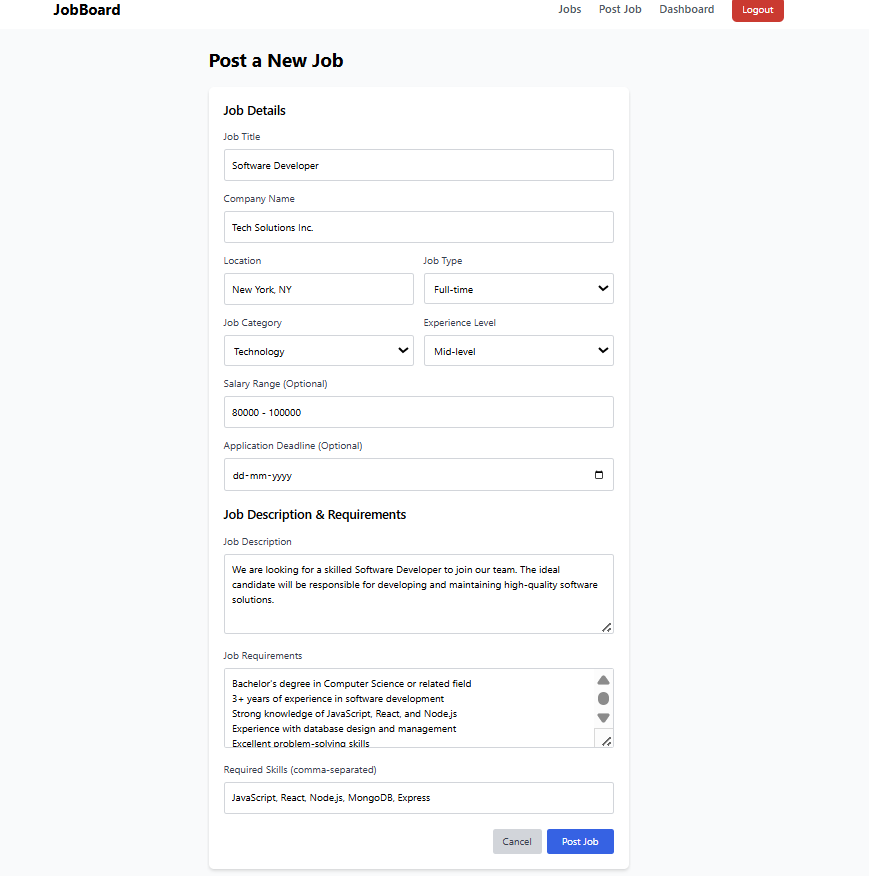 JobBoard
Jobs Post Job Dashboard Logout
Post a New Job
Job Details
Job Title
Software Developer
Company Name
Tech Solutions Inc.
Location Job Type
New York, NY Full-time
Job Category Experience Level
Technology Mid-level
Salary Range (Optional)
80000 - 100000
Application Deadline (Optional)
dd-mm-yyyy
Job Description & Requirements
Job Description
We are looking for a skilled Software Developer to join our team. The ideal
candidate will be responsible for developing and maintaining high-quality software
solutions.
Job Requirements
Bachelor's degree in Computer Science or related field
3+ years of experience in software development
Strong knowledge of JavaScript, React, and Node.js
Experience with database design and management
Excellent problem-solving skills
Required Skills (comma-separated)
JavaScript, React, Node.js, MongoDB, Express
Cancel Post Job